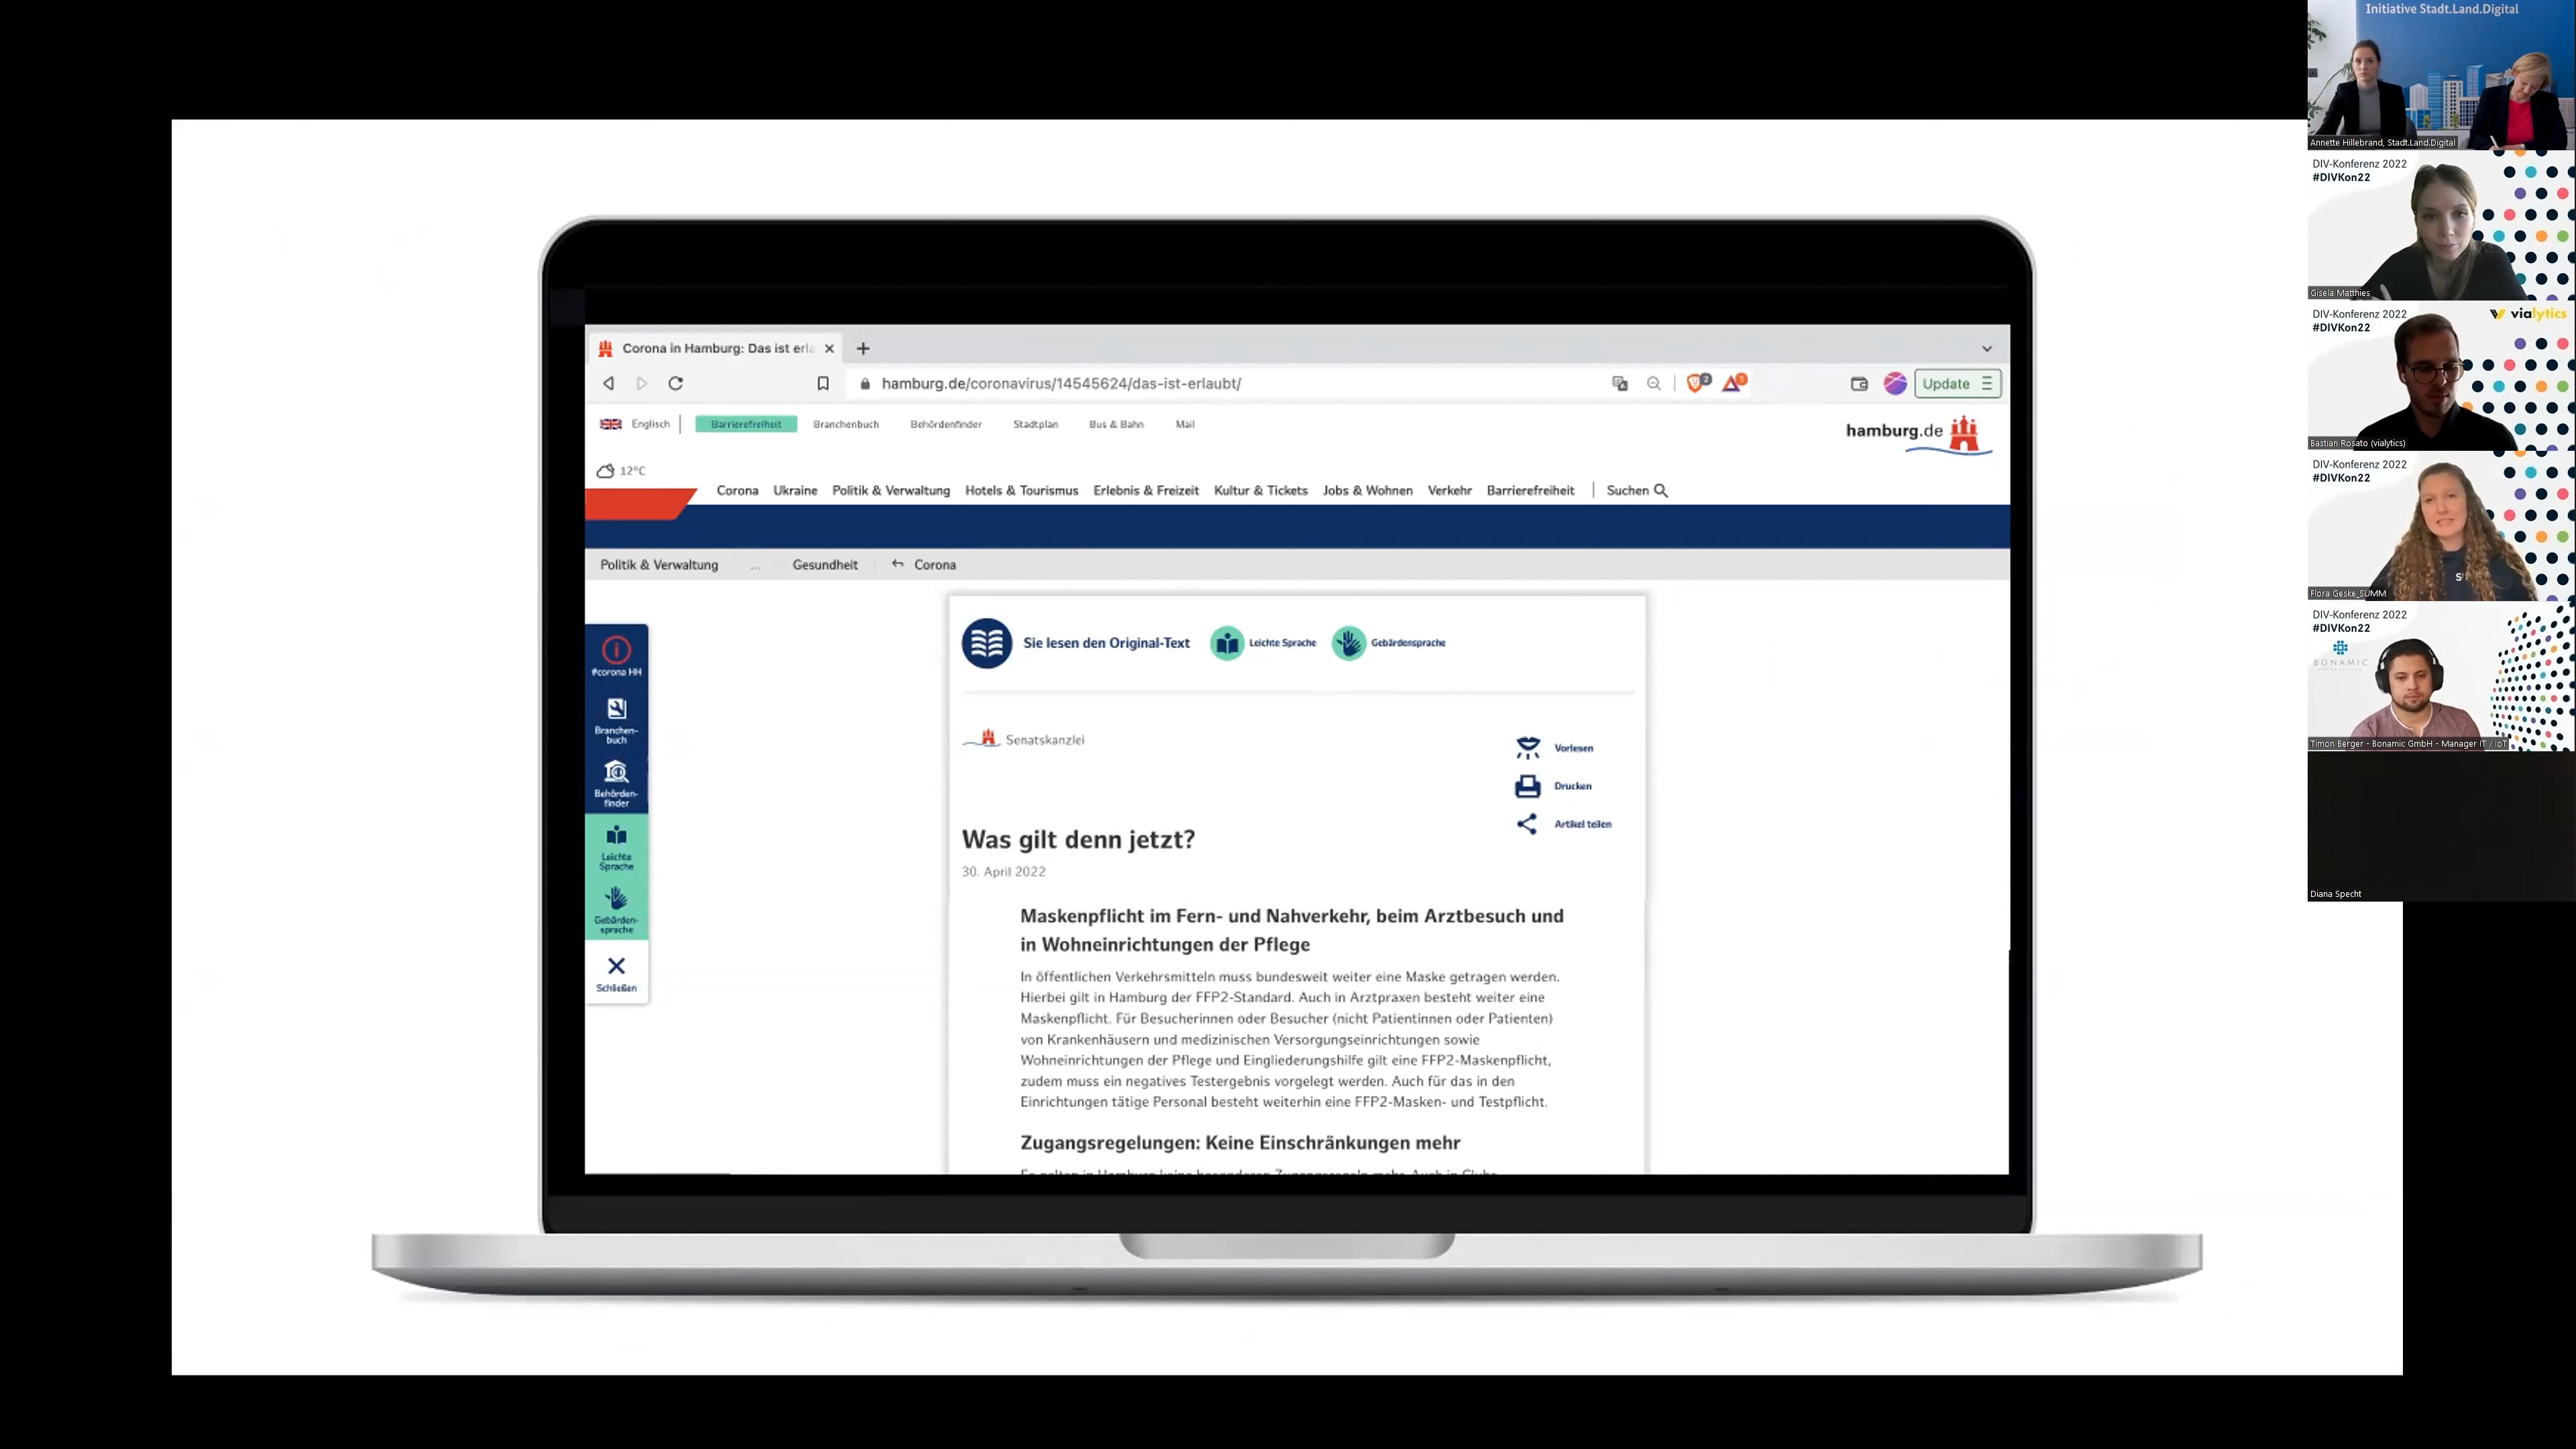 Corona in Hamburg: Das ist erla
hamburg.de/coronavirus/14545624/das-ist-erlaubt/
2
1
Update
Englisch
Barrierefreiheit
Branchenbuch
Behördenfinder
Stadtplan
Bus & Bahn
Mail
hamburg.de
12°C
Corona
Ukraine
Politik & Verwaltung
Hotels & Tourismus
Erlebnis & Freizeit
Kultur & Tickets
Jobs & Wohnen
Verkehr
Barrierefreiheit
Suchen
Politik & Verwaltung
...
Gesundheit
Corona
#corona HH
Branchen-
buch
Behörden-
finder
Leichte
Sprache
Gebärden-
sprache
Schließen
Sie lesen den Original-Text
Leichte Sprache
Gebärdensprache
Senatskanzlei
Vorlesen
Drucken
Artikel teilen
Was gilt denn jetzt?
30. April 2022
Maskenpflicht im Fern- und Nahverkehr, beim Arztbesuch und
in Wohneinrichtungen der Pflege
In öffentlichen Verkehrsmitteln muss bundesweit weiter eine Maske getragen werden.
Hierbei gilt in Hamburg der FFP2-Standard. Auch in Arztpraxen besteht weiter eine
Maskenpflicht. Für Besucherinnen oder Besucher (nicht Patientinnen oder Patienten)
von Krankenhäusern und medizinischen Versorgungseinrichtungen sowie
Wohneinrichtungen der Pflege und Eingliederungshilfe gilt eine FFP2-Maskenpflicht,
zudem muss ein negatives Testergebnis vorgelegt werden. Auch für das in den
Einrichtungen tätige Personal besteht weiterhin eine FFP2-Masken- und Testpflicht.
Zugangsregelungen: Keine Einschränkungen mehr
Initiative Stadt.Land.Digital
Annette Hillebrand, Stadt.Land.Digital
DIV-Konferenz 2022
#DIVKon22
Gisela Matthies
DIV-Konferenz 2022
#DIVKon22
vialytics
Bastian Rosato (vialytics)
DIV-Konferenz 2022
#DIVKon22
Flora Geske_SUMM
DIV-Konferenz 2022
#DIVKon22
BONAMIC
Timon Berger - Bonamic GmbH - Manager IT / IoT
Diana Specht